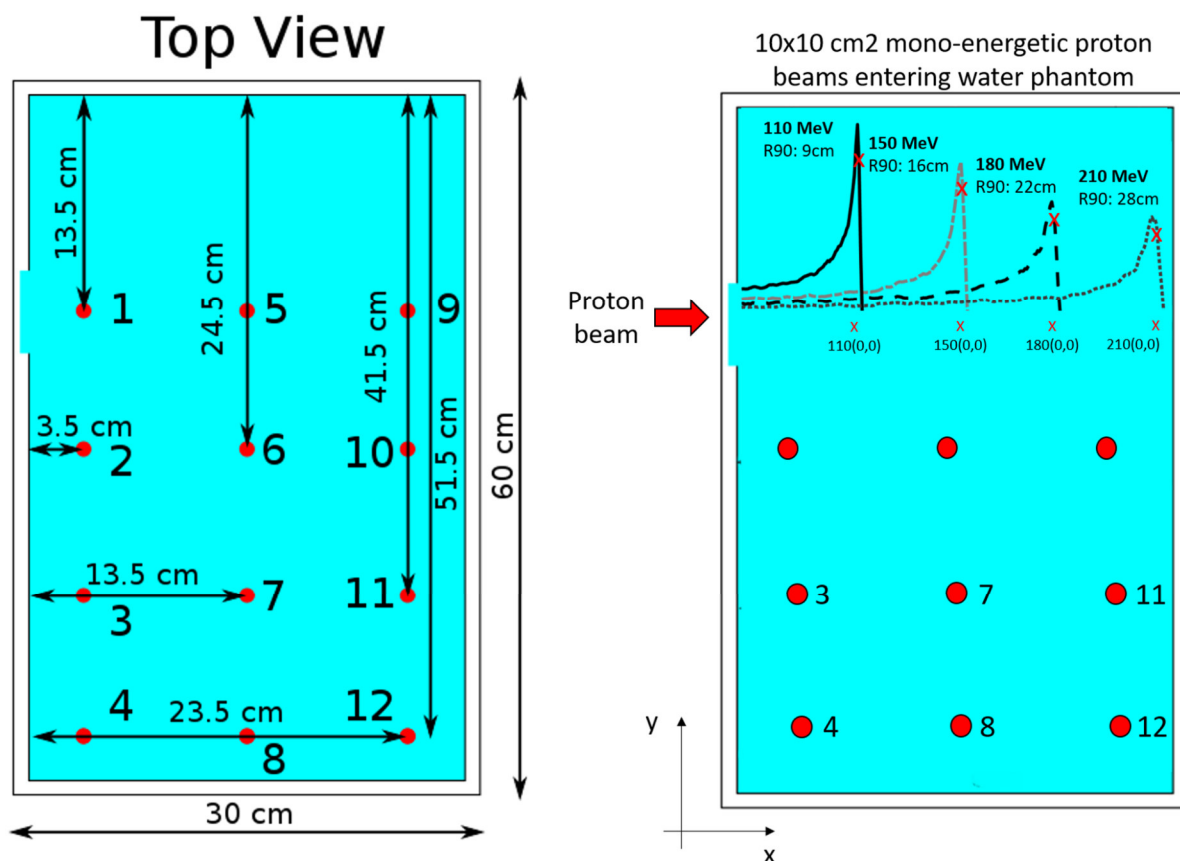 Top View
13.5 cm
24.5 cm
41.5 cm
51.5 cm
60 cm
1
5
9
3.5 cm
2
6
10
13.5 cm
3
7
11
4
23.5 cm
12
8
30 cm
10x10 cm2 mono-energetic proton
beams entering water phantom
110 MeV
R90: 9cm
150 MeV
R90: 16cm
180 MeV
R90: 22cm
210 MeV
R90: 28cm
x
x
x
x
Proton
beam
x
x
x
x
110(0,0)
150(0,0)
180(0,0)
210(0,0)
3
7
11
4
8
12
y
x